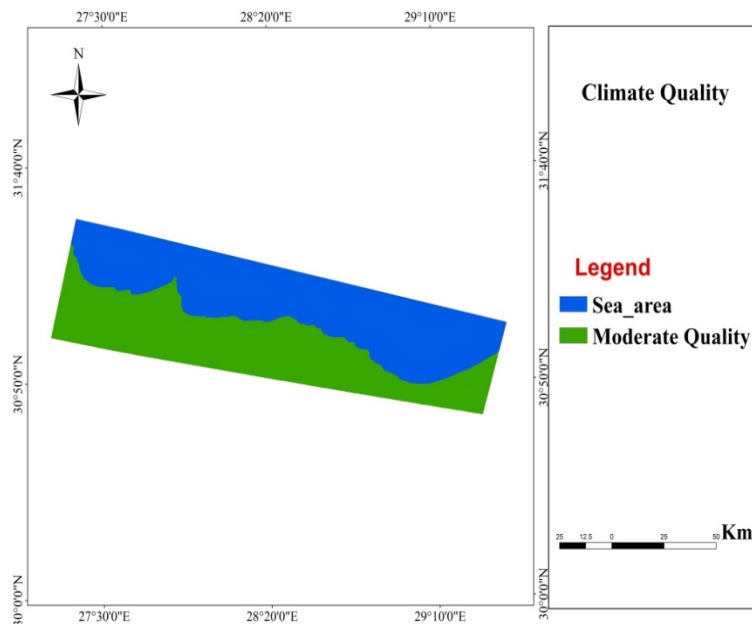 27°30'0"E 28°20'0"E 29°10'0"E
N
Climate Quality
31°40'0"N
31°40'0"N
Legend
Sea_area
Moderate Quality
30°50'0"N
30°50'0"N
25 12.5 0 25 50 Km
30°0'0"N
30°0'0"N
27°30'0"E 28°20'0"E 29°10'0"E